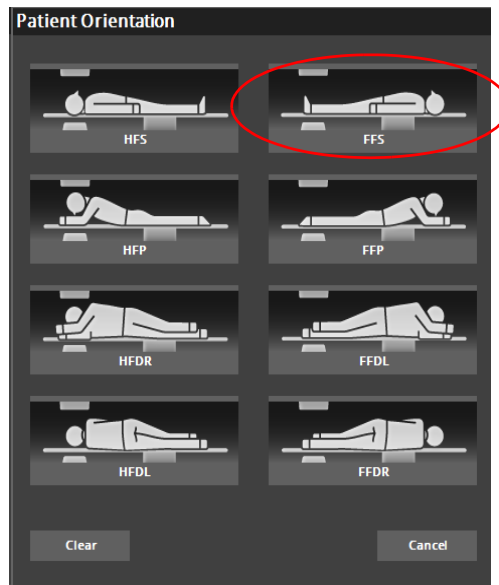 Patient Orientation
HFS
FFS
HFP
FFP
HFDR
FFDL
HFDL
FFDR
Clear
Cancel